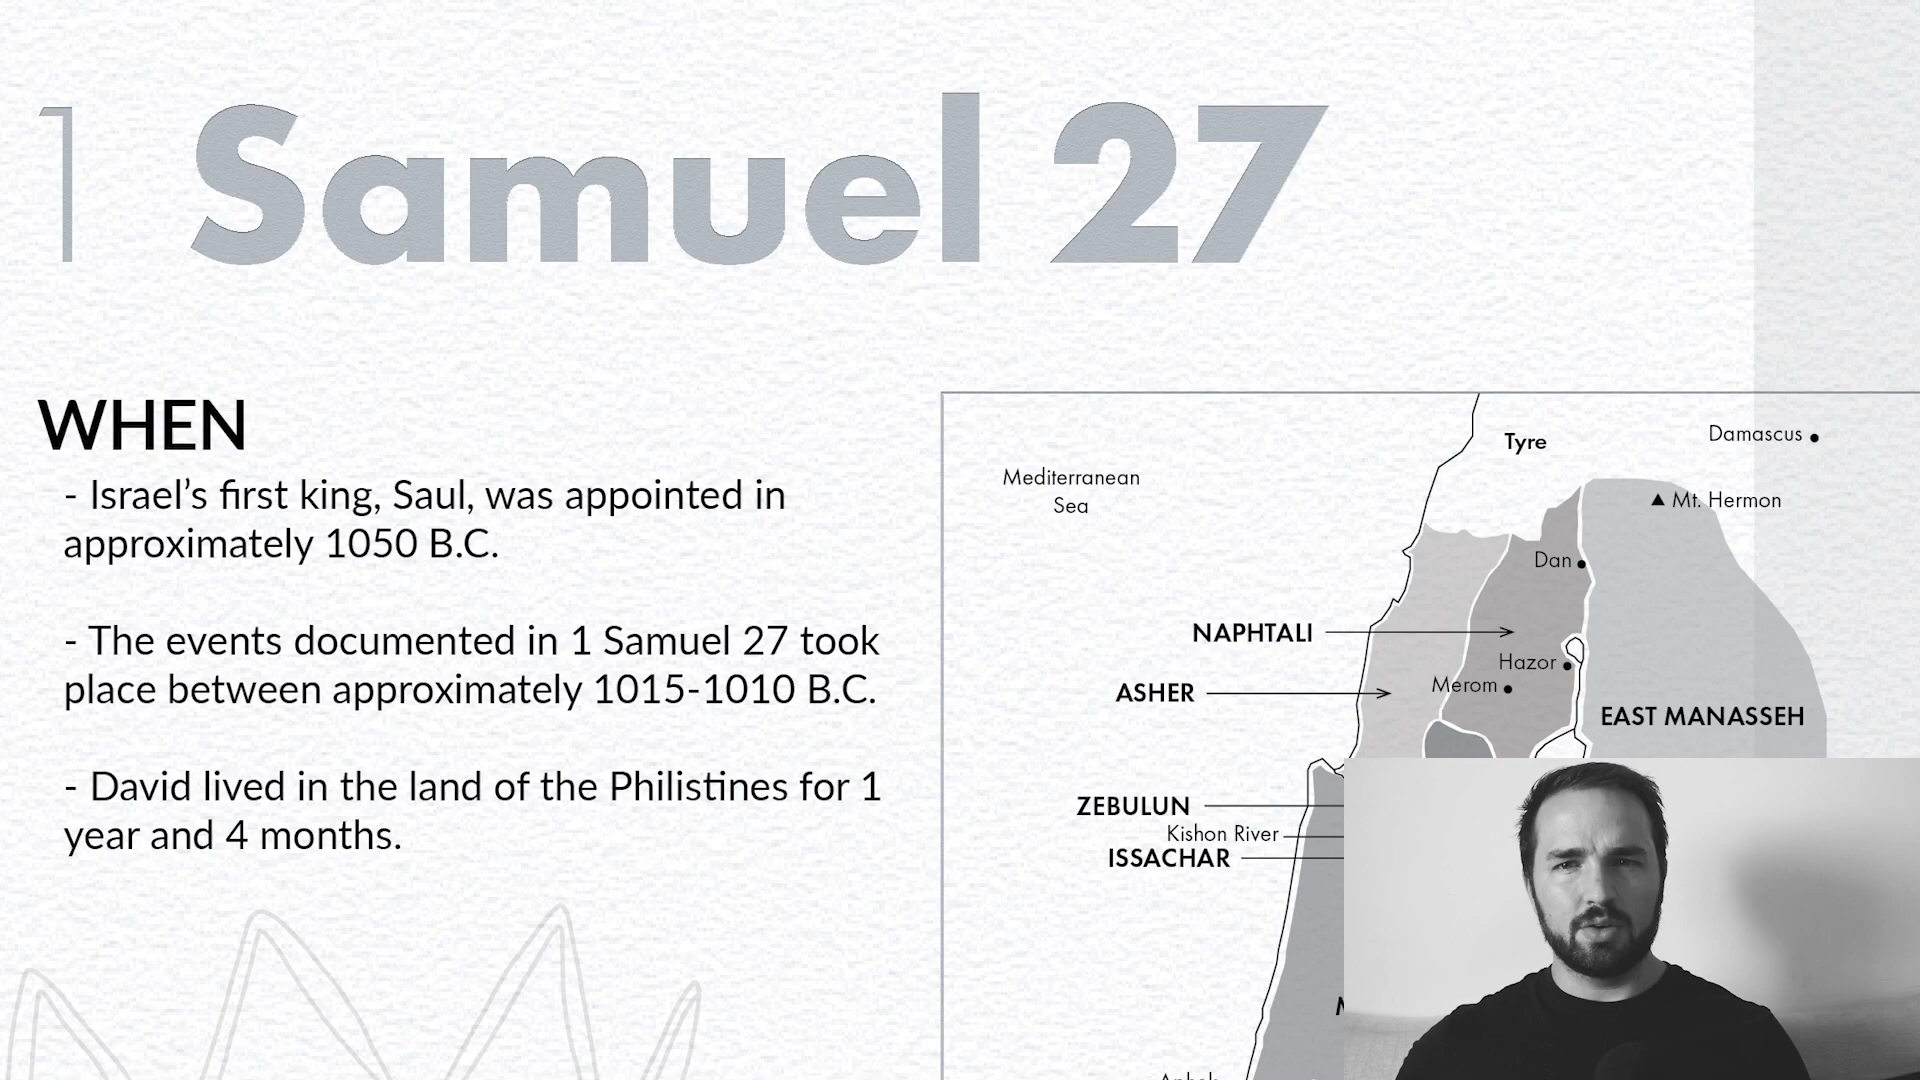 1 Samuel 27
WHEN
- Israel’s first king, Saul, was appointed in
approximately 1050 B.C.
- The events documented in 1 Samuel 27 took
place between approximately 1015-1010 B.C.
- David lived in the land of the Philistines for 1
year and 4 months.
Mediterranean
Sea
Tyre
Damascus
Mt. Hermon
Dan
NAPHTALI
Hazor
Merom
ASHER
EAST MANASSEH
ZEBULUN
Kishon River
ISSACHAR